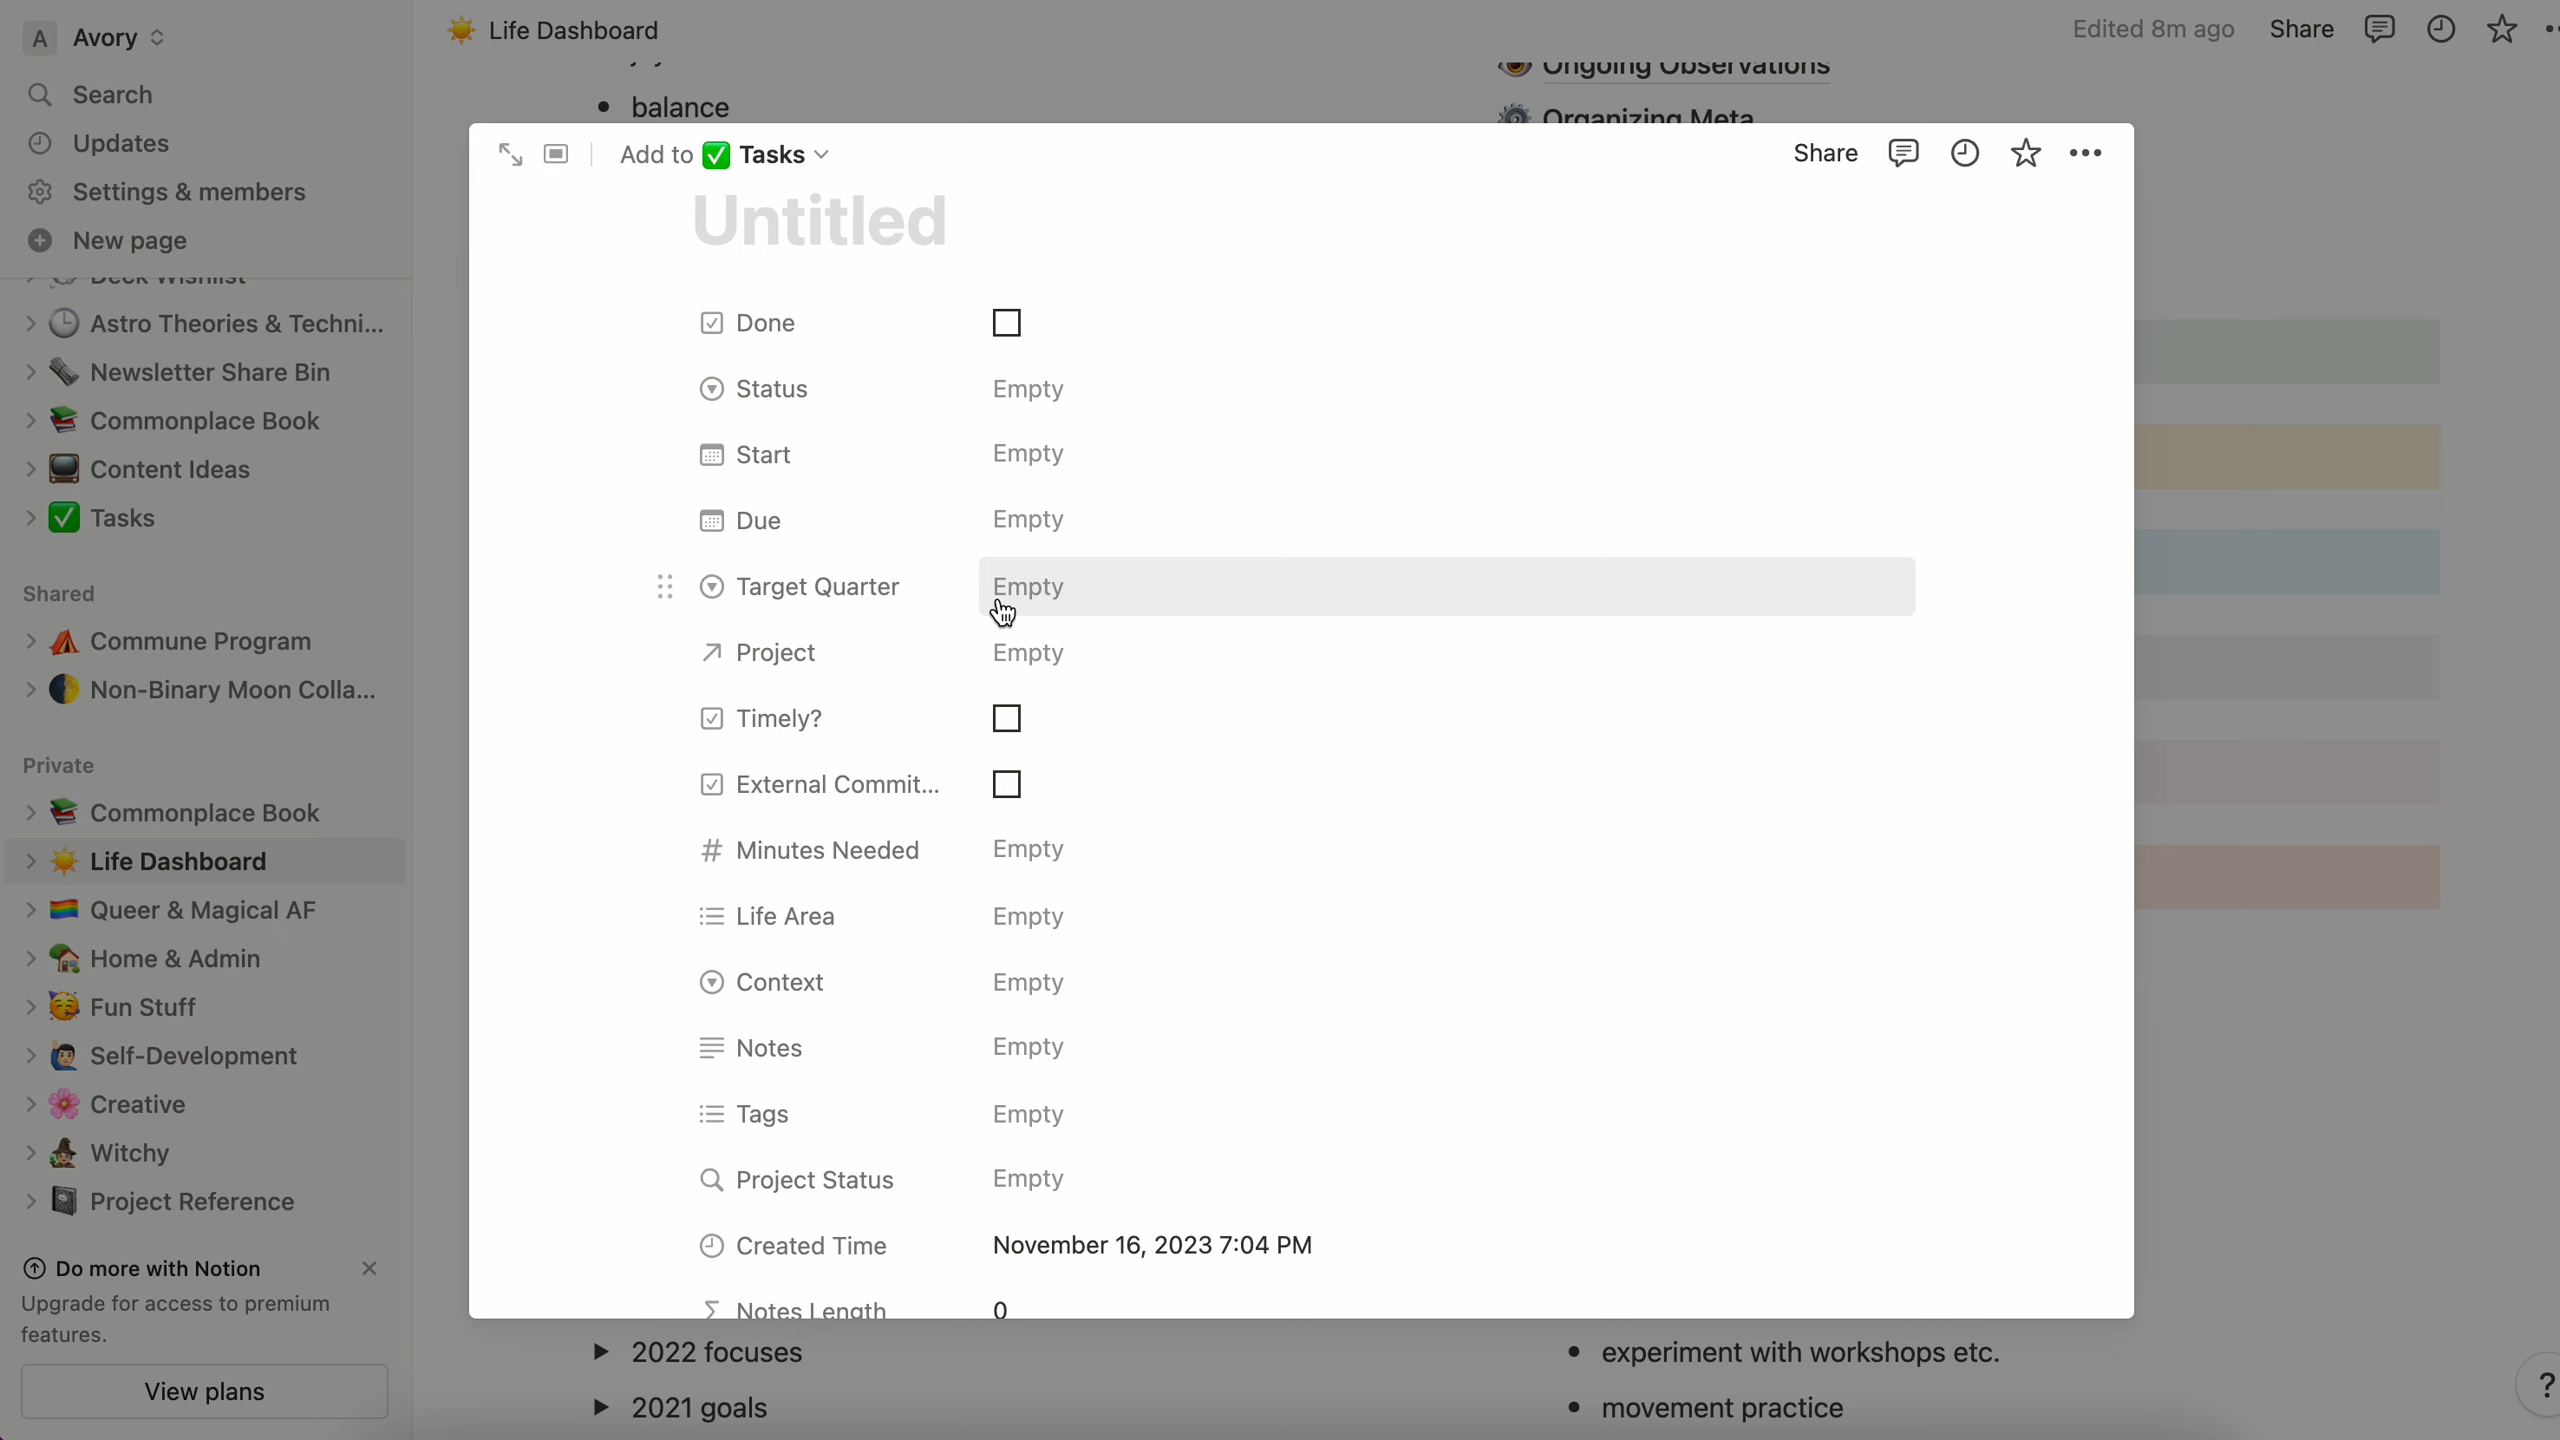 A Avory
Search
Updates
Settings & members
New page
Deck Wishlist
Astro Theories & Techni...
Newsletter Share Bin
Commonplace Book
Content Ideas
Tasks
Shared
Commune Program
Non-Binary Moon Colla...
Private
Commonplace Book
Life Dashboard
Queer & Magical AF
Home & Admin
Fun Stuff
Self-Development
Creative
Witchy
Project Reference
Do more with Notion
Upgrade for access to premium
features.
View plans
Life Dashboard
Edited 8m ago Share
• balance
Ongoing Observations
Organizing Meta
Add to Tasks
Share
Untitled
Done
Status Empty
Start Empty
Due Empty
Target Quarter Empty
Project Empty
Timely?
External Commit...
Minutes Needed Empty
Life Area Empty
Context Empty
Notes Empty
Tags Empty
Project Status Empty
Created Time November 16, 2023 7:04 PM
Notes Length 0
2022 focuses
2021 goals
• experiment with workshops etc.
• movement practice
?